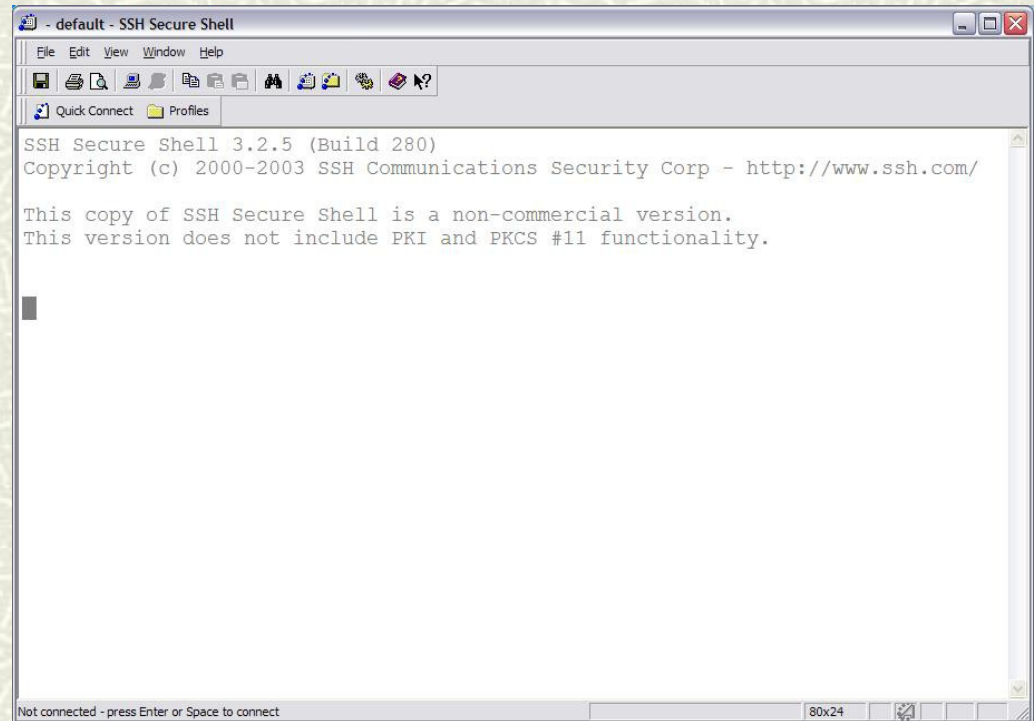 - default - SSH Secure Shell
File Edit View Window Help
Quick Connect Profiles
SSH Secure Shell 3.2.5 (Build 280)
Copyright (c) 2000-2003 SSH Communications Security Corp - http://www.ssh.com/
This copy of SSH Secure Shell is a non-commercial version.
This version does not include PKI and PKCS #11 functionality.
Not connected - press Enter or Space to connect
80x24